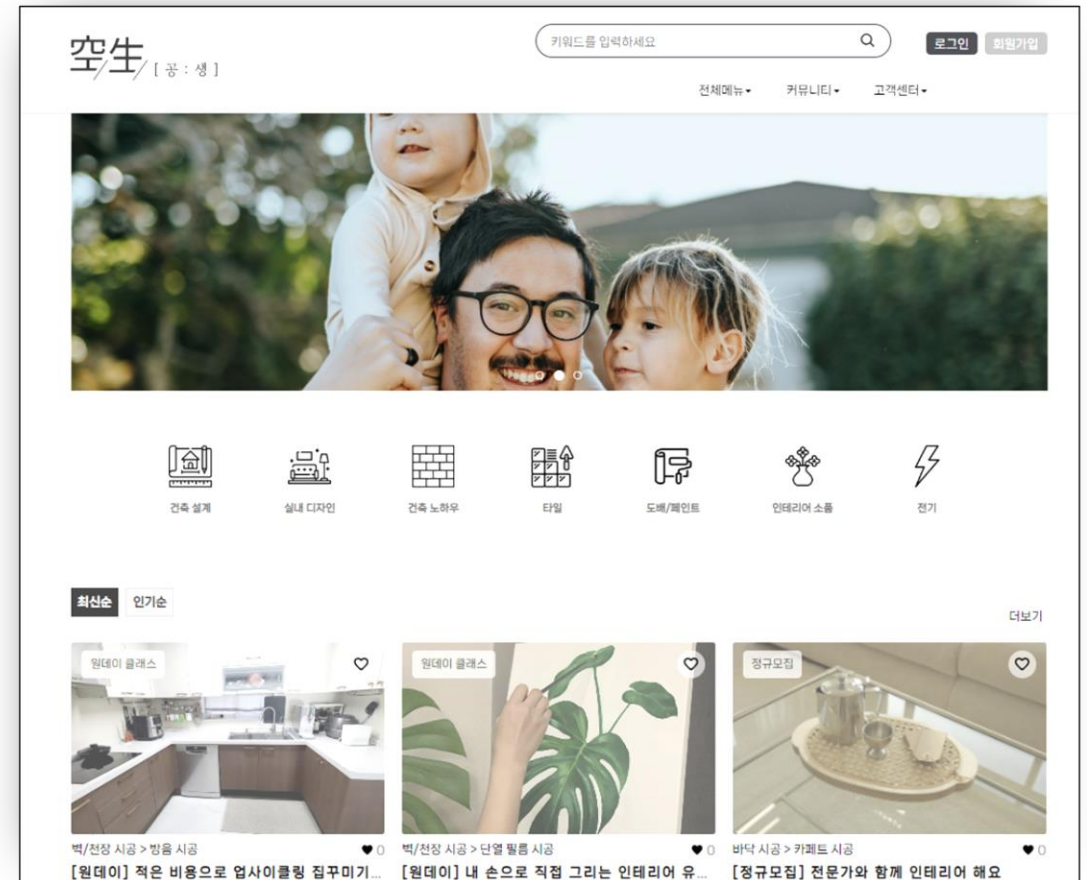 空生 [ 공 : 생 ]
키워드를 입력하세요
로그인 회원가입
전체메뉴 커뮤니티 고객센터
건축 설계 실내 디자인 건축 노하우 타일 도배/페인트 인테리어 소품 전기
최신순 인기순
더보기
원데이 클래스 원데이 클래스 정규모집
벽/천장 시공 > 방음 시공 0 벽/천장 시공 > 단열 필름 시공 0 바닥 시공 > 카페트 시공 0
[원데이] 적은 비용으로 업사이클링 집꾸미기... [원데이] 내 손으로 직접 그리는 인테리어 유... [정규모집] 전문가와 함께 인테리어 해요